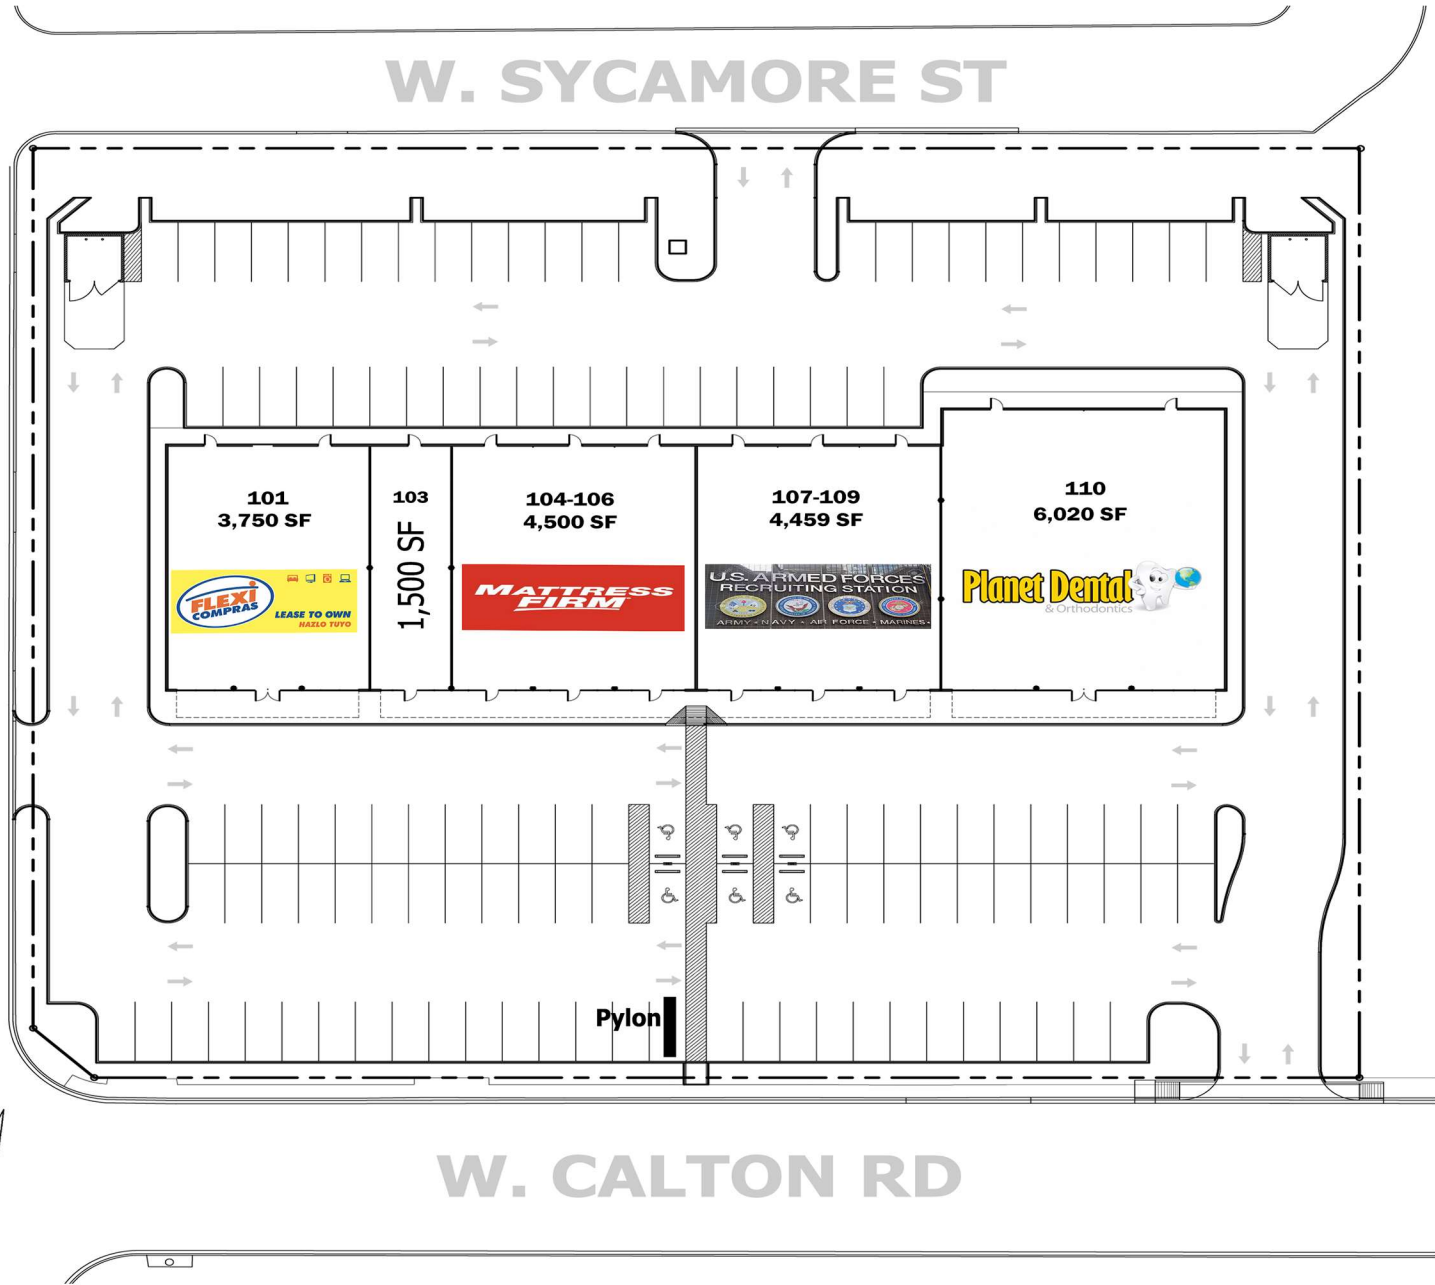 W. SYCAMORE ST
101
3,750 SF
103
1,500 SF
104-106
4,500 SF
107-109
4,459 SF
110
6,020 SF
FLEXI
COMPRAS
LEASE TO OWN
HAZLO TUYO
MATTRESS
FIRM
U.S. ARMED FORCES
RECRUITING STATION
ARMY • NAVY • AIR FORCE • MARINES •
Planet Dental
& Orthodontics
Pylon
W. CALTON RD